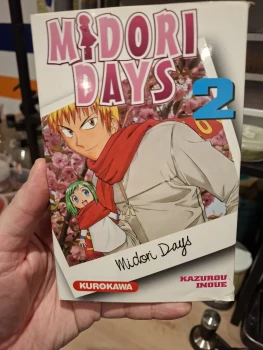 MIDORI
DAYS
2
Midori Days
KUROKAWA
KAZUROU
INOUE